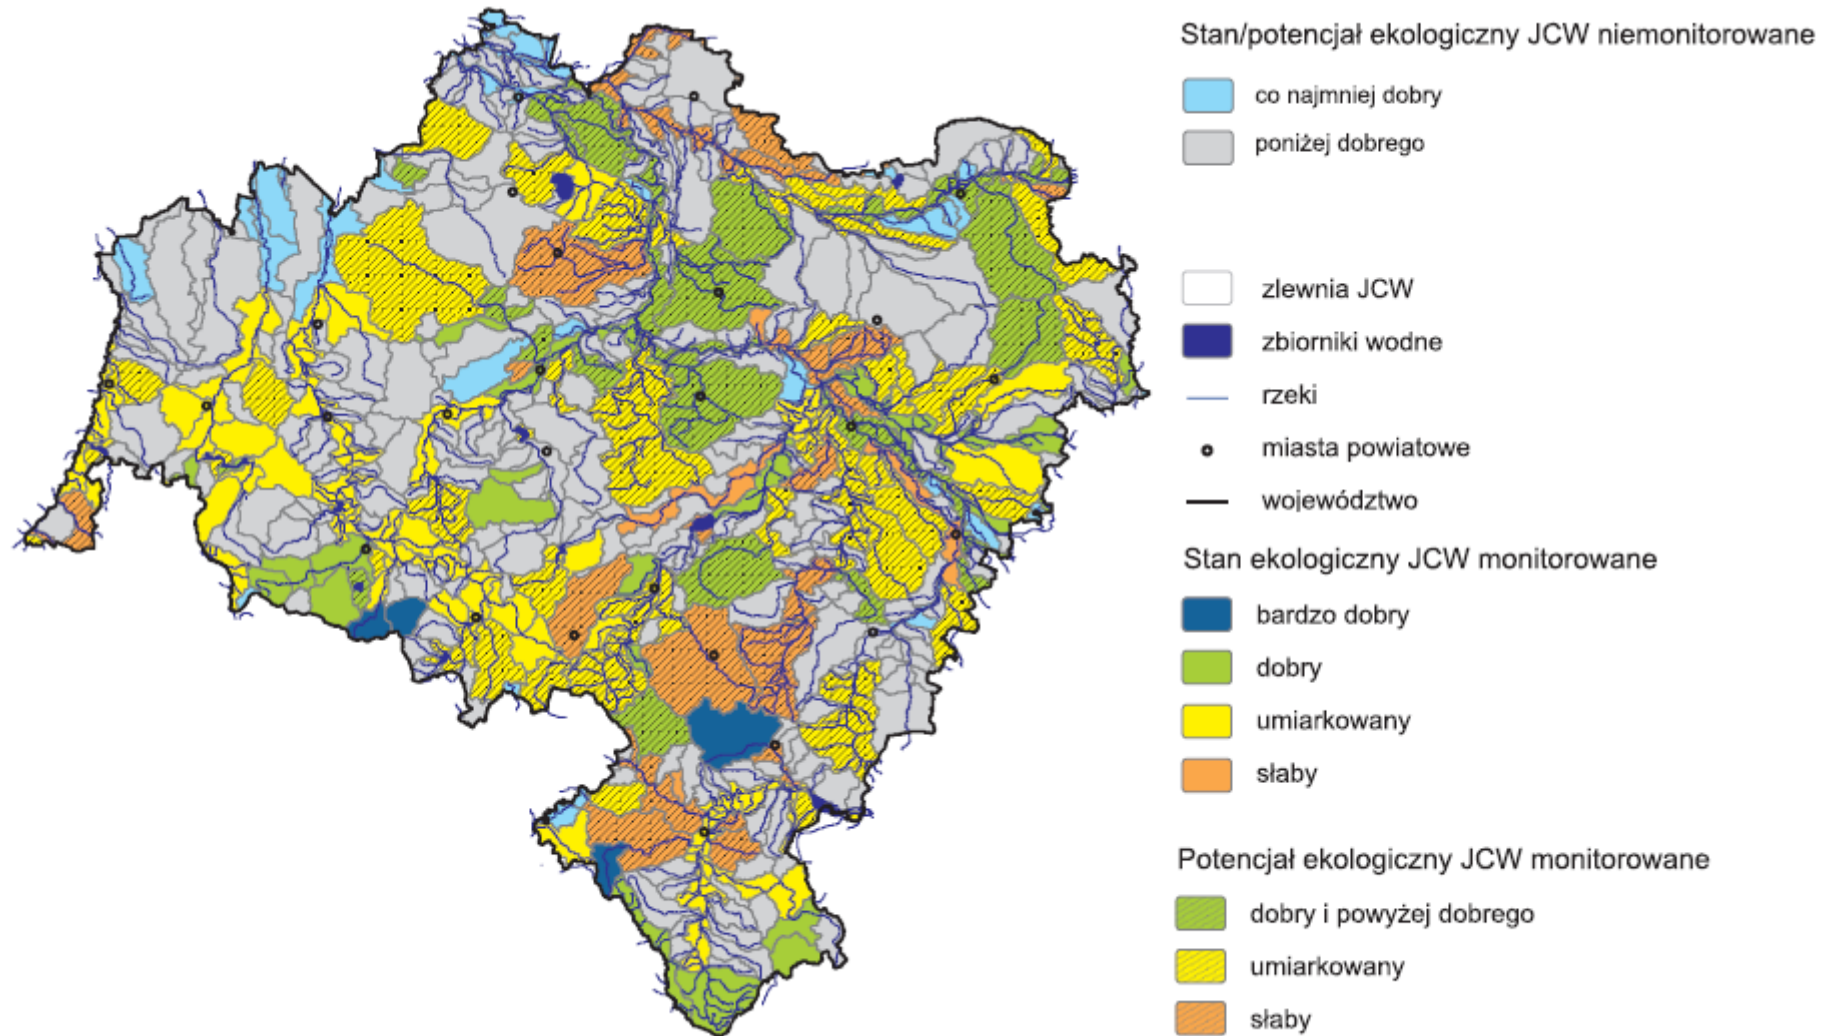 Stan/potencjał ekologiczny JCW niemonitorowane
co najmniej dobry
poniżej dobrego
zlewnia JCW
zbiorniki wodne
rzeki
miasta powiatowe
województwo
Stan ekologiczny JCW monitorowane
bardzo dobry
dobry
umiarkowany
słaby
Potencjał ekologiczny JCW monitorowane
dobry i powyżej dobrego
umiarkowany
słaby